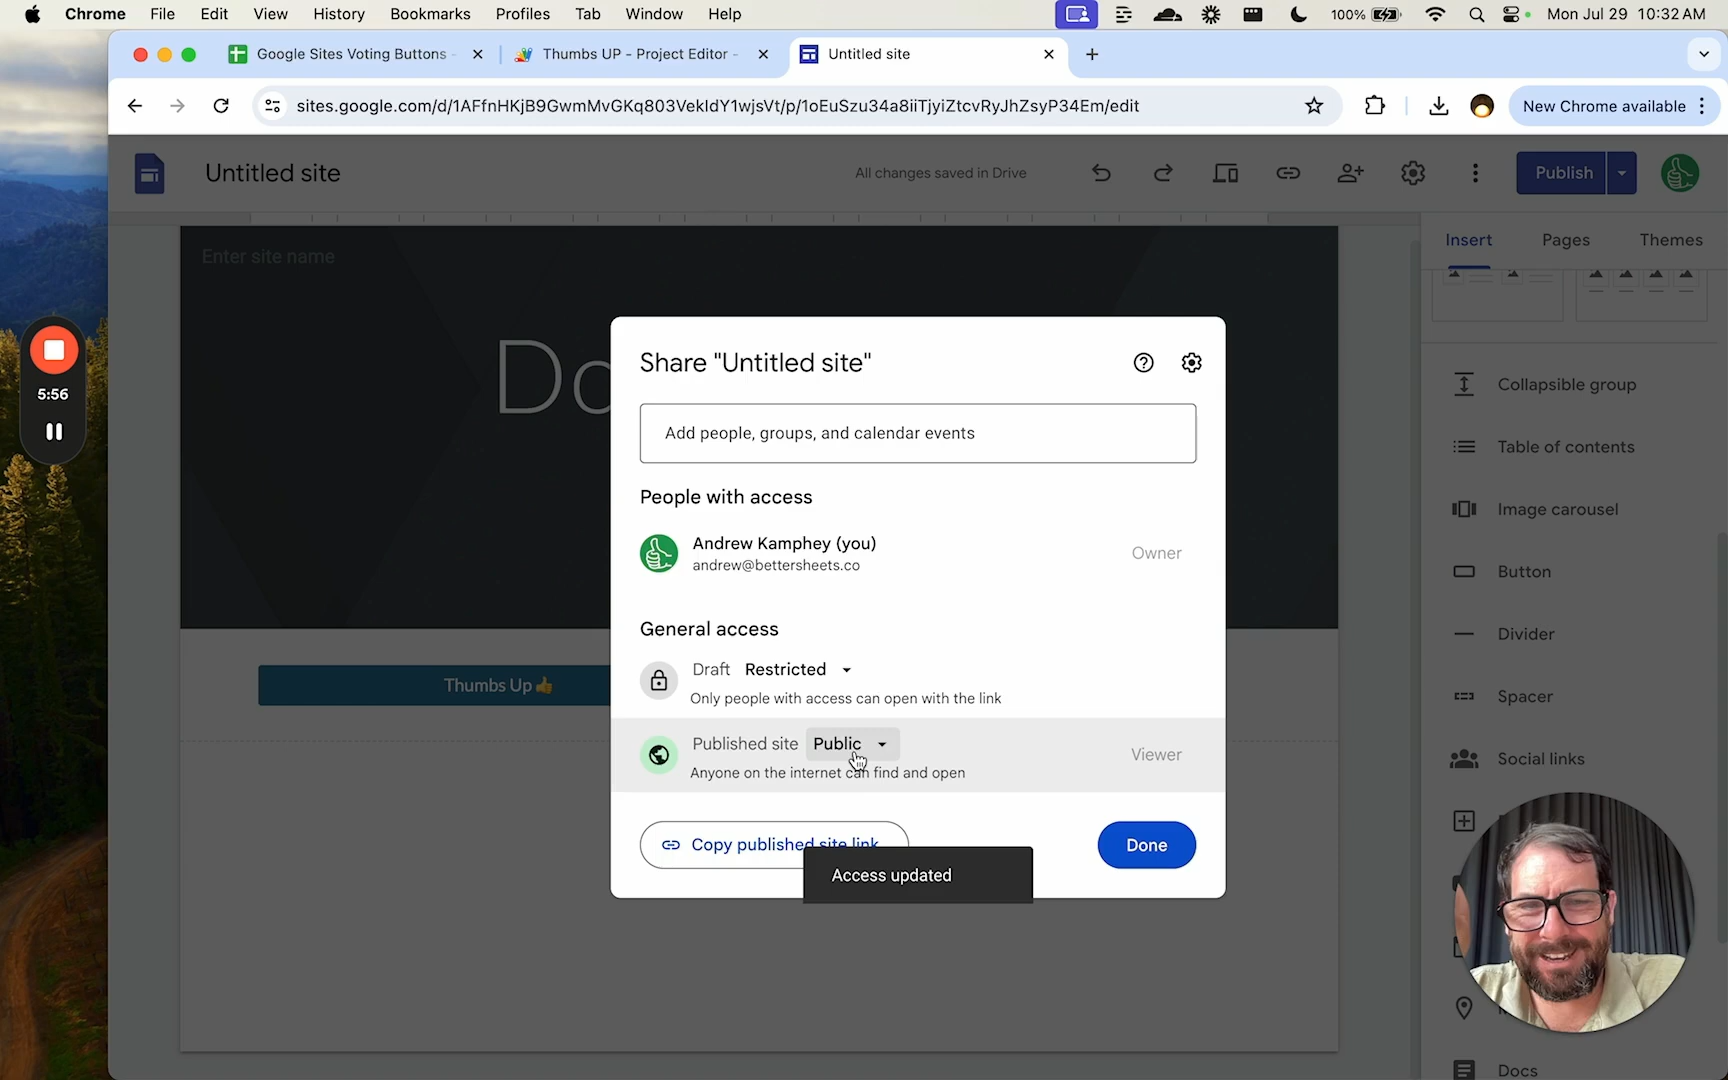 Chrome File Edit View History Bookmarks Profiles Tab Window Help 100% Mon Jul 29 10:32 AM
Google Sites Voting Buttons - Thumbs UP - Project Editor - Untitled site
sites.google.com/d/1AFfnHKjB9GwmMvGKq803VekIdY1wjsVt/p/1oEuSzu34a8iiTjyiZtcvRyJhZsyP34Em/edit New Chrome available
Untitled site All changes saved in Drive Publish
Insert Pages Themes
Enter site name
Do
5:56
Share "Untitled site"
Add people, groups, and calendar events
People with access
Andrew Kamphey (you)
andrew@bettersheets.co
Owner
General access
Draft Restricted
Only people with access can open with the link
Published site Public
Anyone on the internet can find and open
Viewer
Copy published site link
Done
Access updated
Thumbs Up👍
Collapsible group
Table of contents
Image carousel
Button
Divider
Spacer
Social links
Docs